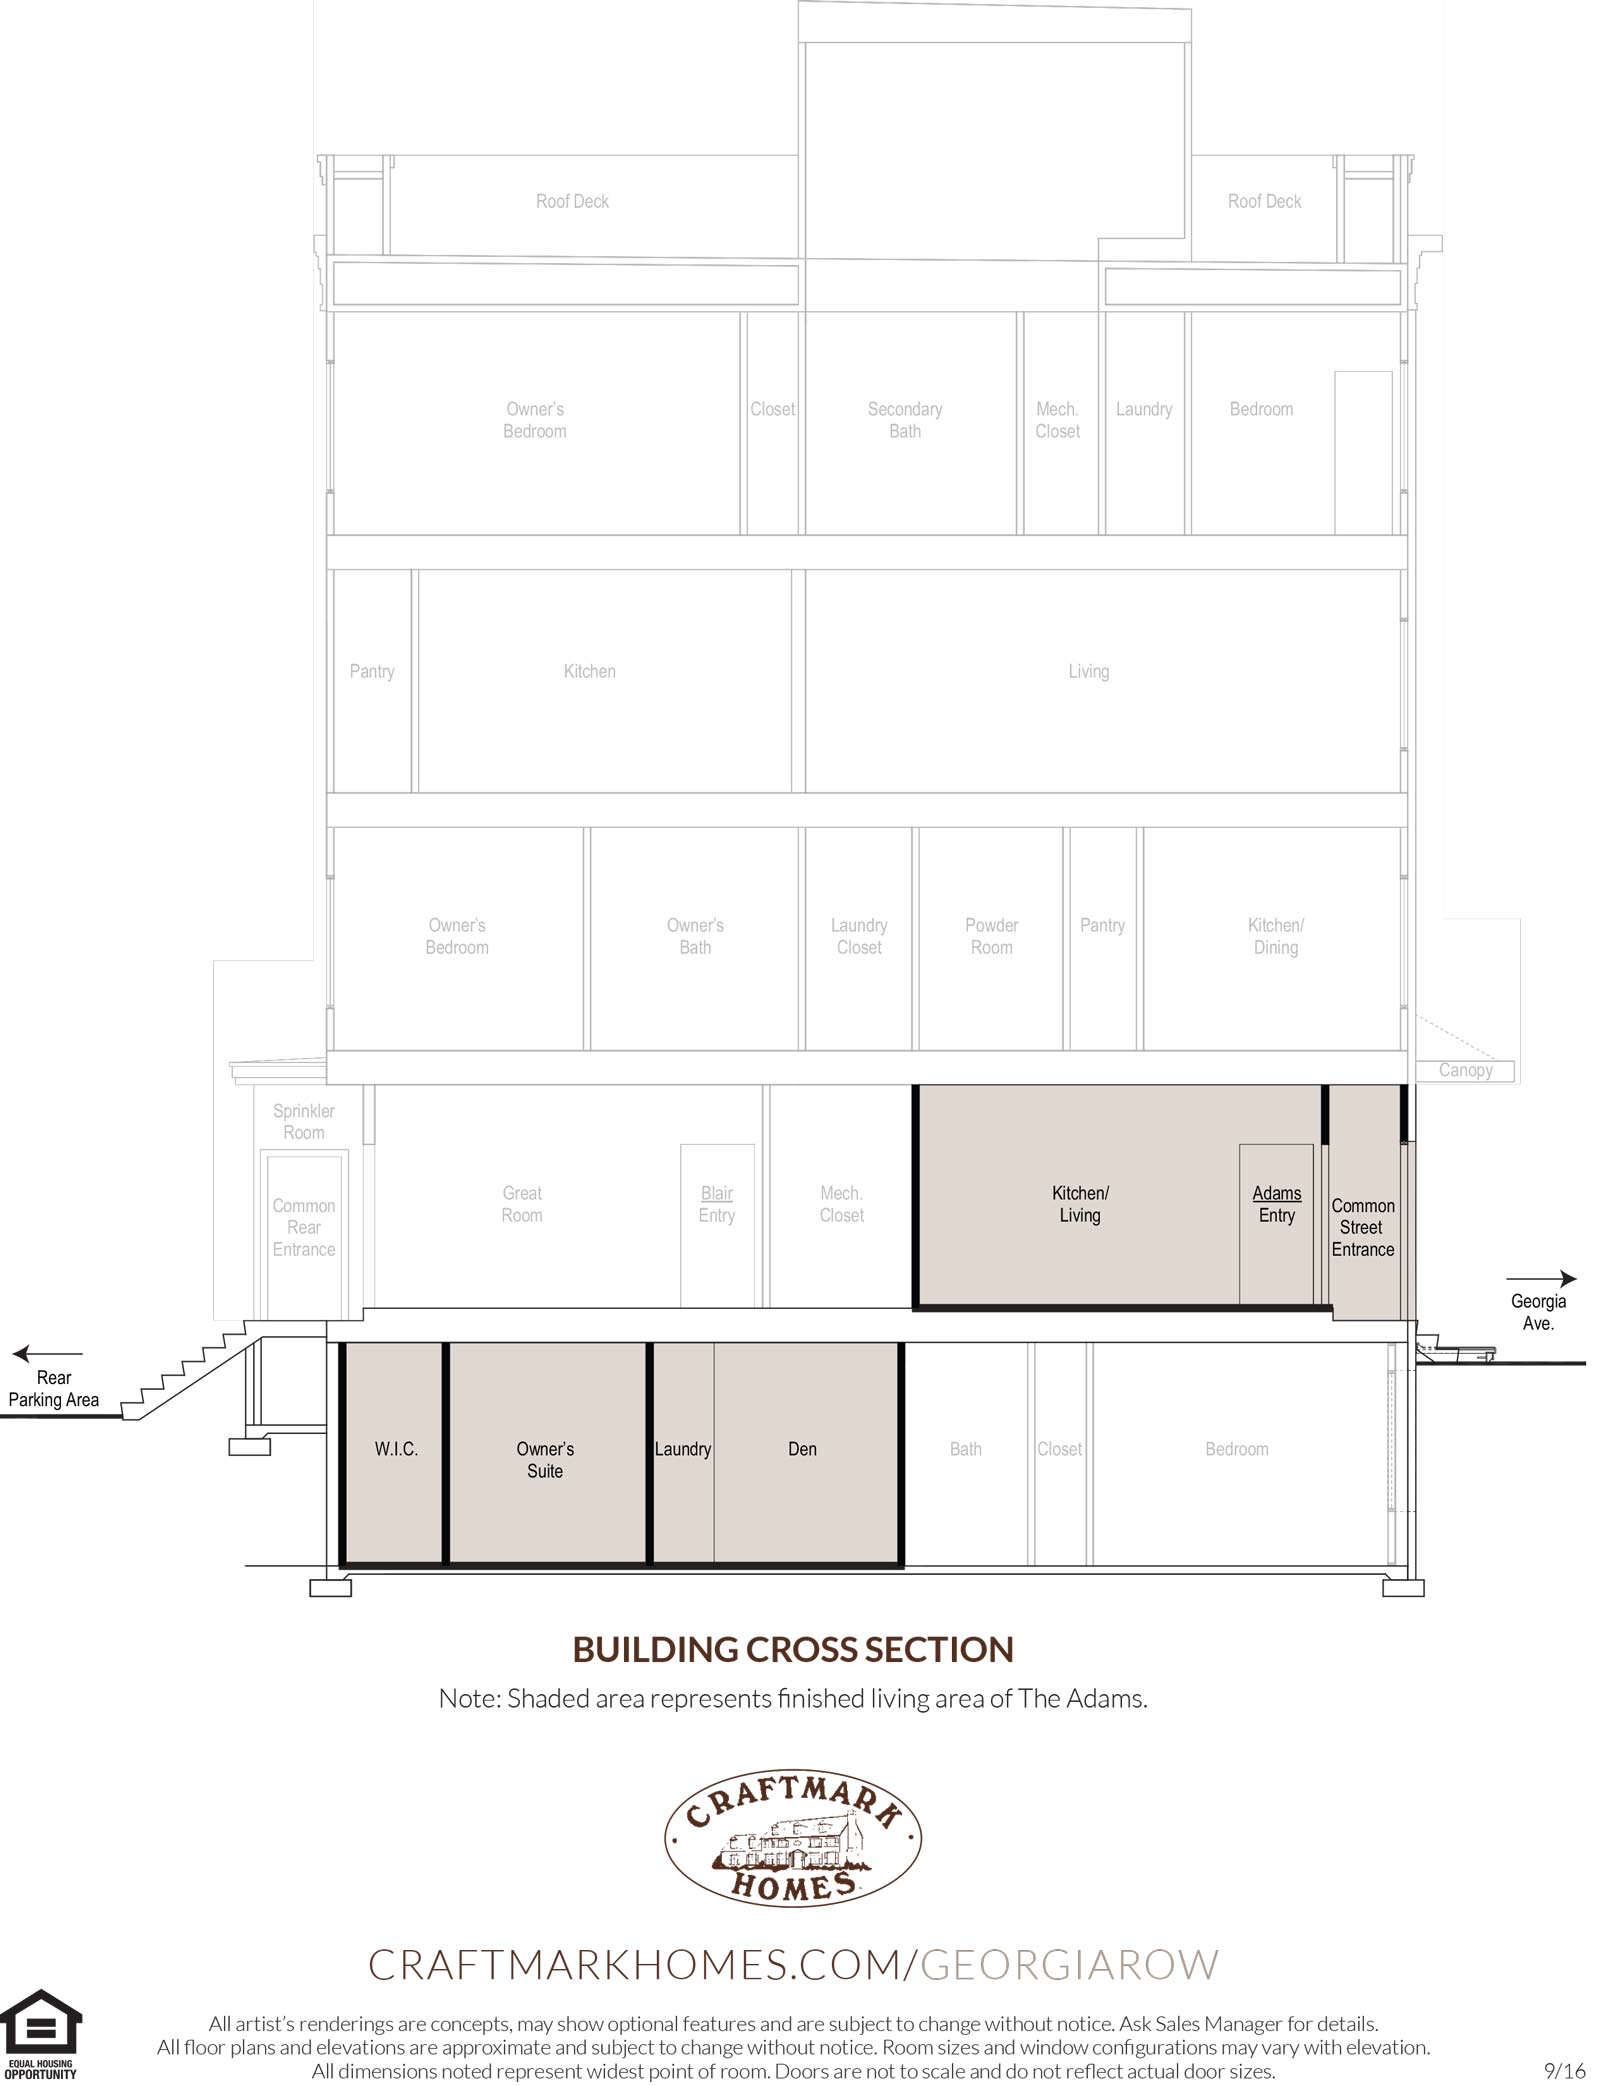 Roof Deck
Roof Deck
Owner's
Bedroom
Closet
Secondary
Bath
Mech.
Closet
Laundry
Bedroom
Pantry
Kitchen
Living
Owner's
Bedroom
Owner's
Bath
Laundry
Closet
Powder
Room
Pantry
Kitchen/
Dining
Canopy
Sprinkler
Room
Common
Rear
Entrance
Great
Room
Blair
Entry
Mech.
Closet
Kitchen/
Living
Adams
Entry
Common
Street
Entrance
Georgia
Ave.
Rear
Parking Area
W.I.C.
Owner's
Suite
Laundry
Den
Bath
Closet
Bedroom
BUILDING CROSS SECTION
Note: Shaded area represents finished living area of The Adams.
CRAFTMARK
HOMES
CRAFTMARKHOMES.COM/GEORGIAROW
EQUAL HOUSING
OPPORTUNITY
All artist's renderings are concepts, may show optional features and are subject to change without notice. Ask Sales Manager for details.
All floor plans and elevations are approximate and subject to change without notice. Room sizes and window configurations may vary with elevation.
All dimensions noted represent widest point of room. Doors are not to scale and do not reflect actual door sizes.
9/16